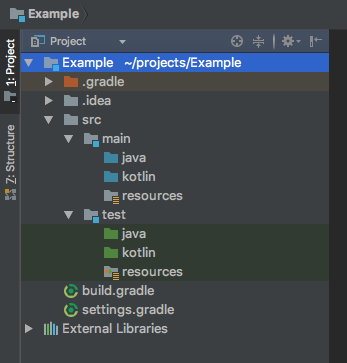 Example
Project
1: Project
Z: Structure
Example ~/projects/Example
.gradle
.idea
src
main
java
kotlin
resources
test
java
kotlin
resources
build.gradle
settings.gradle
External Libraries